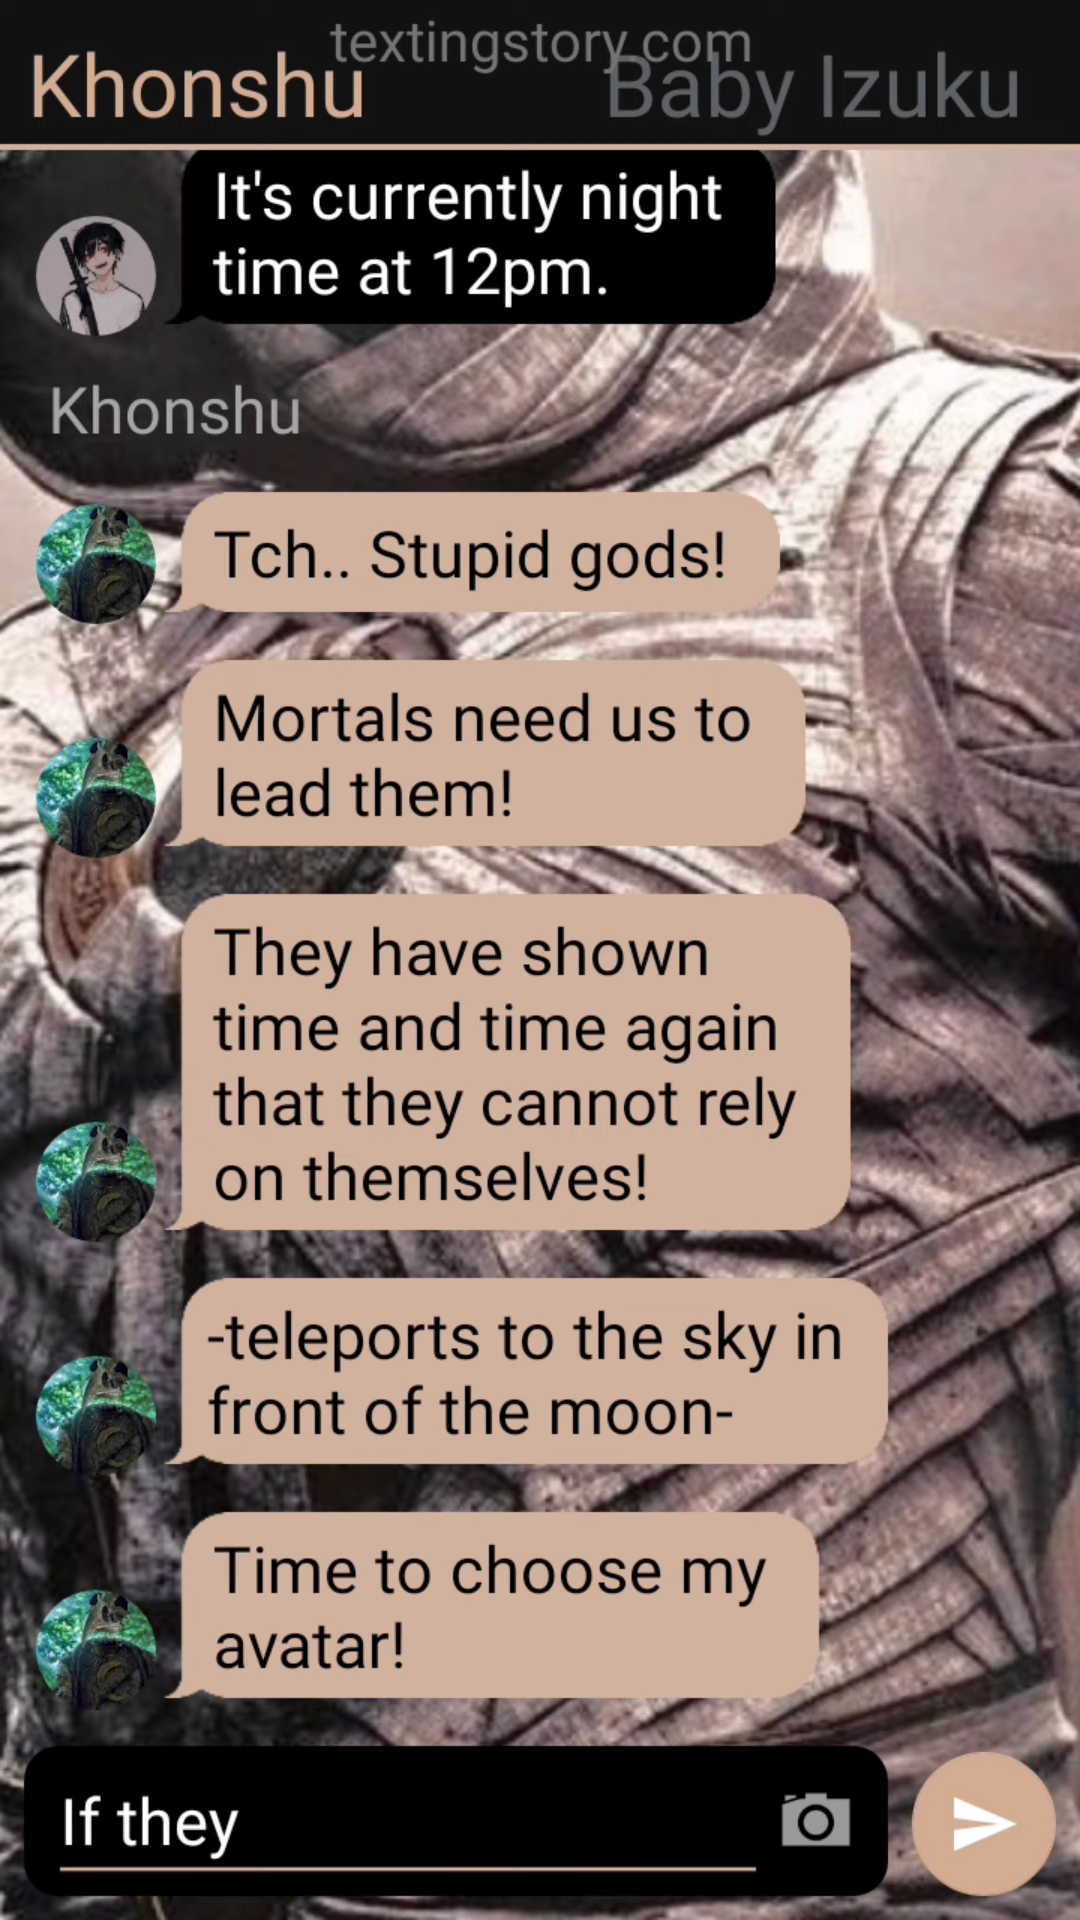 textingstory.com
Khonshu
Baby Izuku
It's currently night
time at 12pm.
Khonshu
Tch.. Stupid gods!
Mortals need us to
lead them!
They have shown
time and time again
that they cannot rely
on themselves!
-teleports to the sky in
front of the moon-
Time to choose my
avatar!
If they